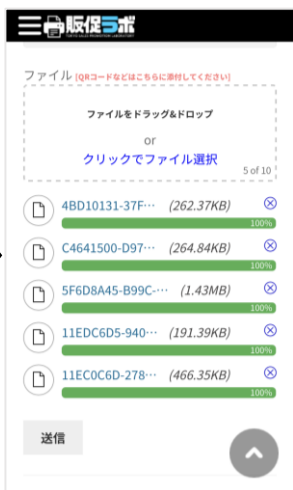 販促ラボ
TOKYO SALES PROMOTION LABORATORY
ファイル [QRコードなどはこちらに添付してください]
ファイルをドラッグ&ドロップ
or
クリックでファイル選択
5 of 10
4BD10131-37F… (262.37KB)
100%
C4641500-D97… (264.84KB)
100%
5F6D8A45-B99C-… (1.43MB)
100%
11EDC6D5-940… (191.39KB)
100%
11EC0C6D-278… (466.35KB)
100%
送信